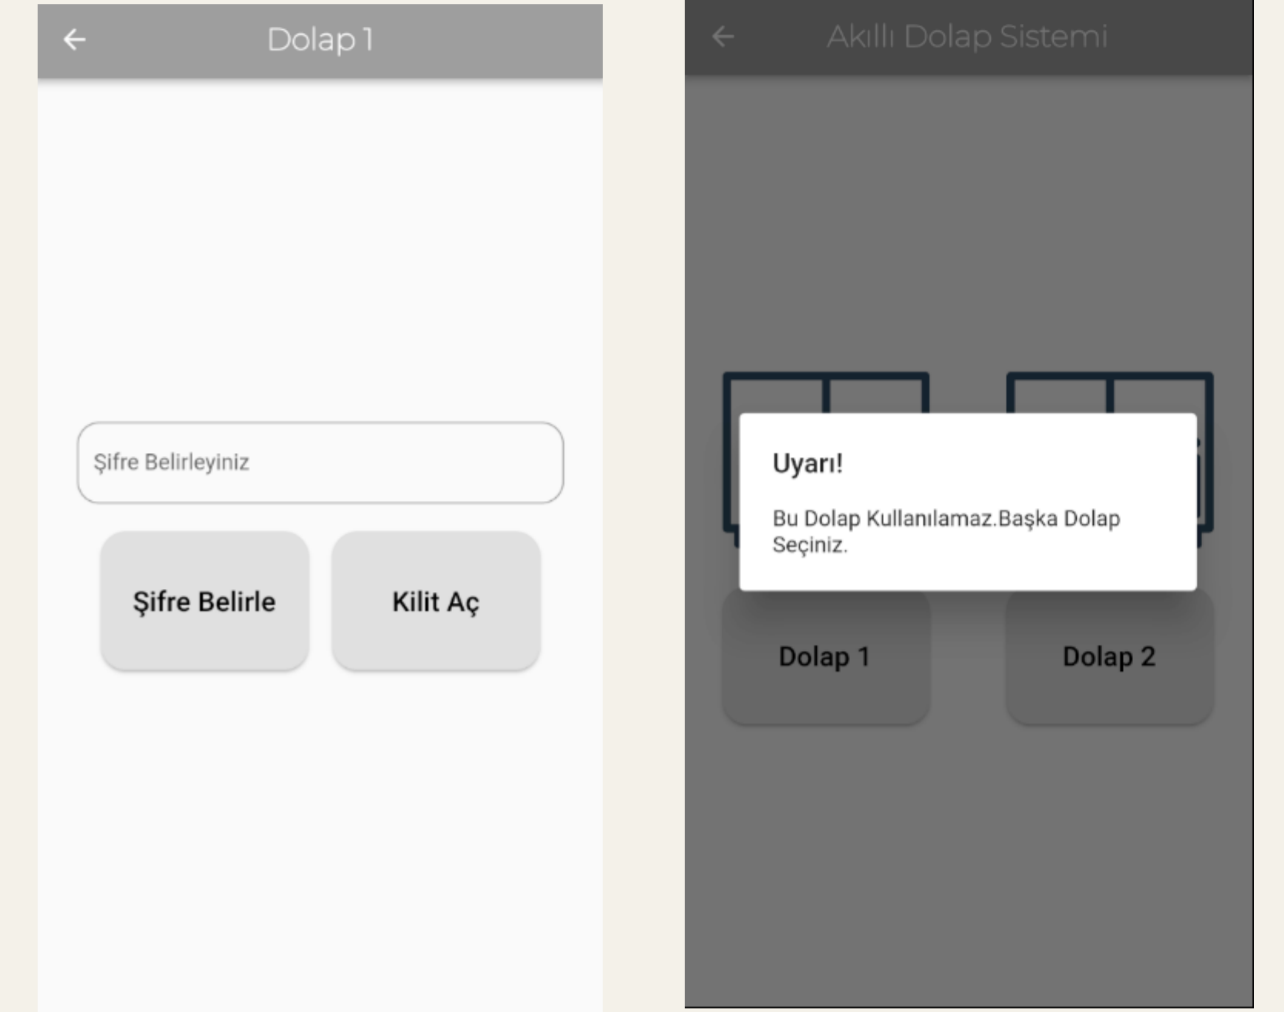 Dolap 1
Şifre Belirleyiniz
Şifre Belirle
Kilit Aç
Akıllı Dolap Sistemi
Uyarı!
Bu Dolap Kullanılamaz.Başka Dolap
Seçiniz.
Dolap 1
Dolap 2